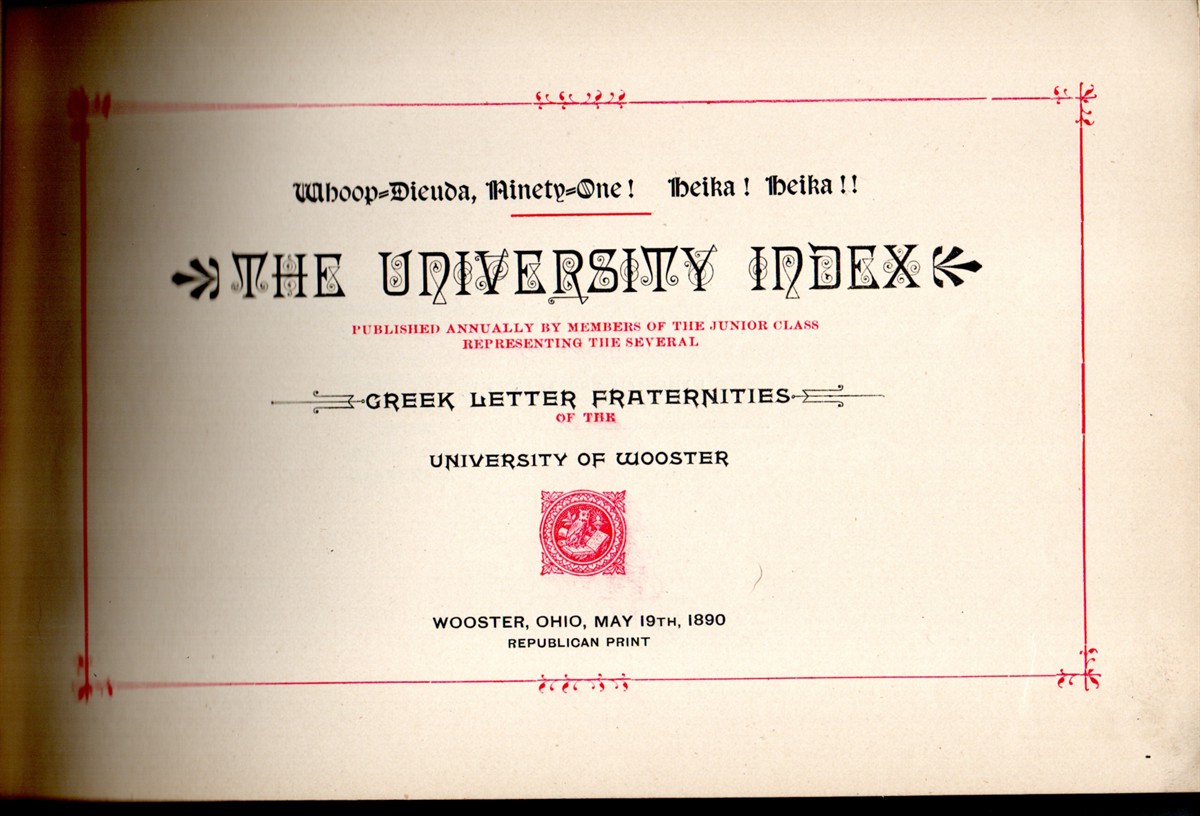 Whoop=Dieuda, Ninety=One! Heika! Heika!!
THE UNIVERSITY INDEX
PUBLISHED ANNUALLY BY MEMBERS OF THE JUNIOR CLASS
REPRESENTING THE SEVERAL
GREEK LETTER FRATERNITIES
OF THE
UNIVERSITY OF WOOSTER
WOOSTER, OHIO, MAY 19TH, 1890
REPUBLICAN PRINT